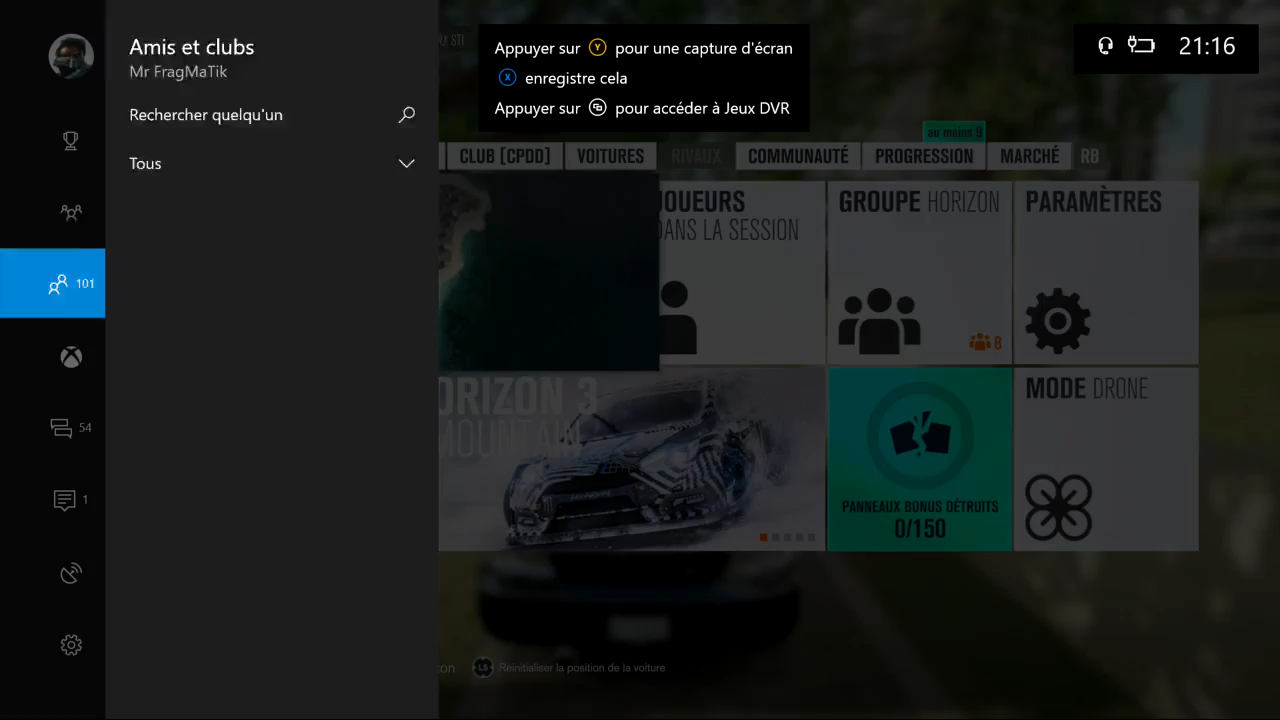 Amis et clubs
Mr FragMaTik
Rechercher quelqu'un
Tous
101
54
1
Appuyer sur Y pour une capture d'écran
X enregistre cela
Appuyer sur pour accéder à Jeux DVR
21:16
STI
au moins 9
CLUB [CPDD] VOITURES RIVAUX COMMUNAUTÉ PROGRESSION MARCHÉ RB
JOUEURS
DANS LA SESSION
GROUPE HORIZON
8
PARAMÈTRES
ORIZON 3
MOUNTAIN
PANNEAUX BONUS DÉTRUITS
0/150
MODE DRONE
on LS Réinitialiser la position de la voiture